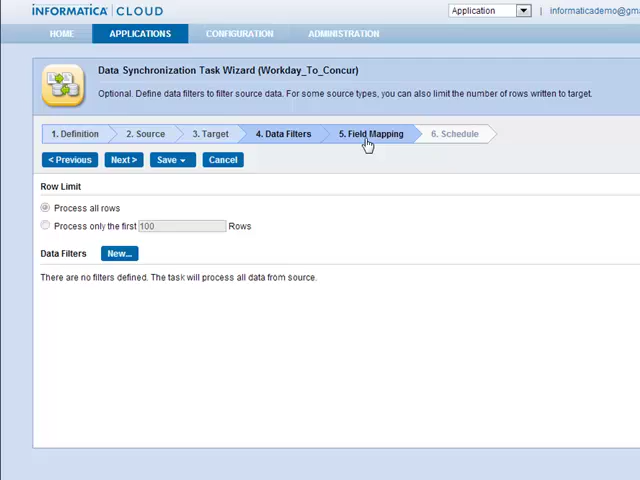 INFORMATICA CLOUD
Application
informaticademo@gma
HOME APPLICATIONS CONFIGURATION ADMINISTRATION
Data Synchronization Task Wizard (Workday_To_Concur)
Optional. Define data filters to filter source data. For some source types, you can also limit the number of rows written to target.
1. Definition 2. Source 3. Target 4. Data Filters 5. Field Mapping 6. Schedule
< Previous Next > Save Cancel
Row Limit
Process all rows
Process only the first 100 Rows
Data Filters New...
There are no filters defined. The task will process all data from source.